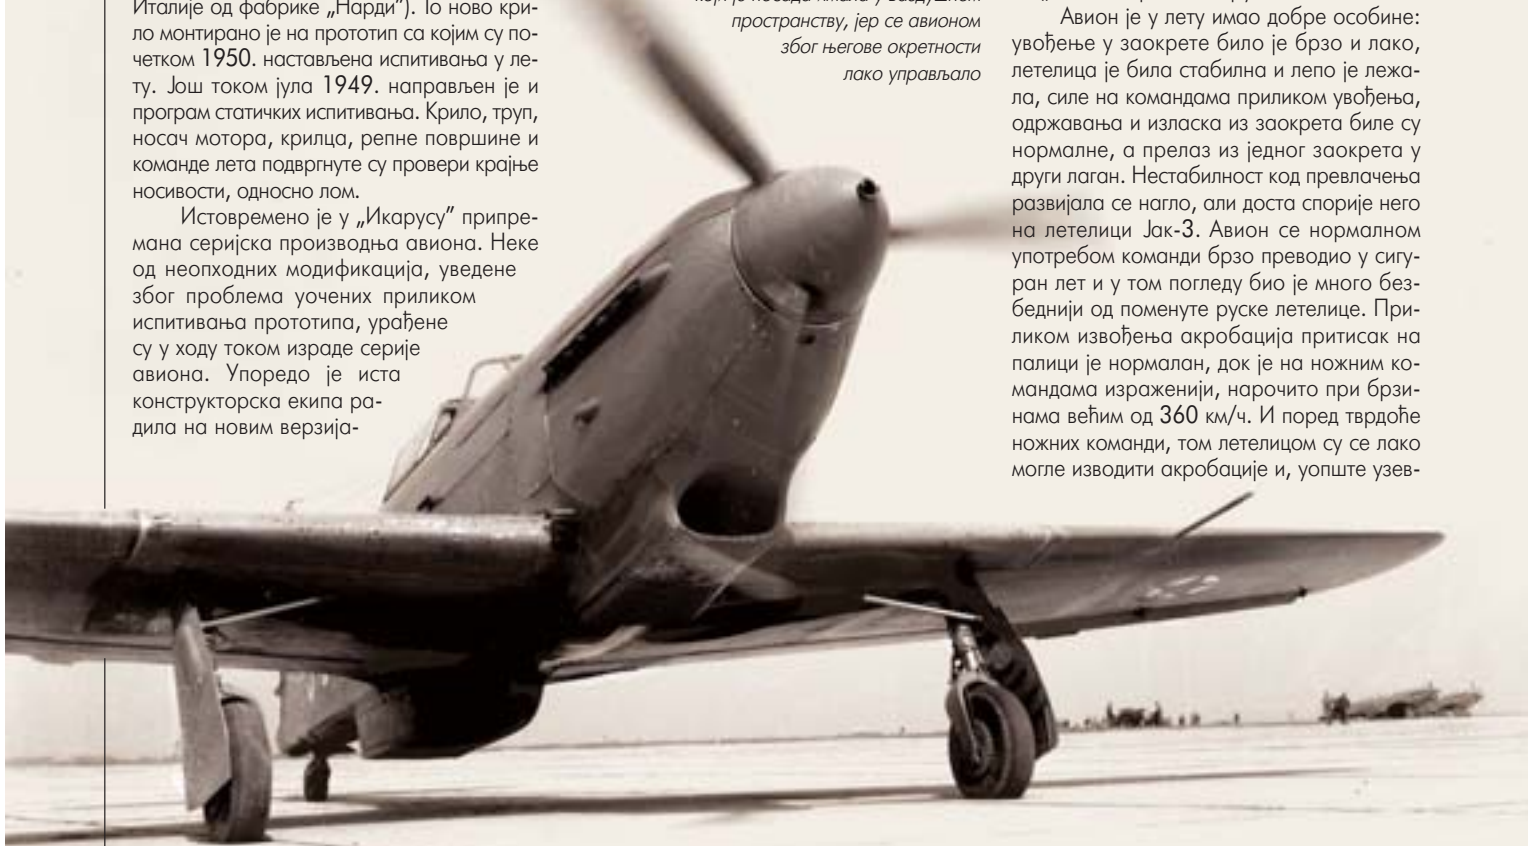 Италије од фабрике „Нарди”). То ново кри-
ло монтирано је на прототип са којим су по-
четком 1950. настављена испитивања у ле-
ту. Још током јула 1949. направљен је и
програм статичких испитивања. Крило, труп,
носач мотора, крилца, репне површине и
команде лета подвргнуте су провери крајње
носивости, односно лом.
Истовремено је у „Икарусу” припре-
мана серијска производња авиона. Неке
од неопходних модификација, уведене
због проблема уочених приликом
испитивања прототипа, урађене
су у ходу током израде серије
авиона. Упоредо је иста
конструкторска екипа ра-
дила на новим верзија-
пространству, јер се авионом
због његове окретности
лако управљало
Авион је у лету имао добре особине:
увођење у заокрете било је брзо и лако,
летелица је била стабилна и лепо је лежа-
ла, силе на командама приликом увођења,
одржавања и изласка из заокрета биле су
нормалне, а прелаз из једног заокрета у
други лаган. Нестабилност код превлачења
развијала се нагло, али доста спорије него
на летелици Јак-3. Авион се нормалном
употребом команди брзо преводио у сигу-
ран лет и у том погледу био је много без-
беднији од поменуте руске летелице. При-
ликом извођења акробација притисак на
палици је нормалан, док је на ножним ко-
мандама израженији, нарочито при брзи-
нама већим од 360 км/ч. И поред тврдоће
ножних команди, том летелицом су се лако
могле изводити акробације и, уопште узев-